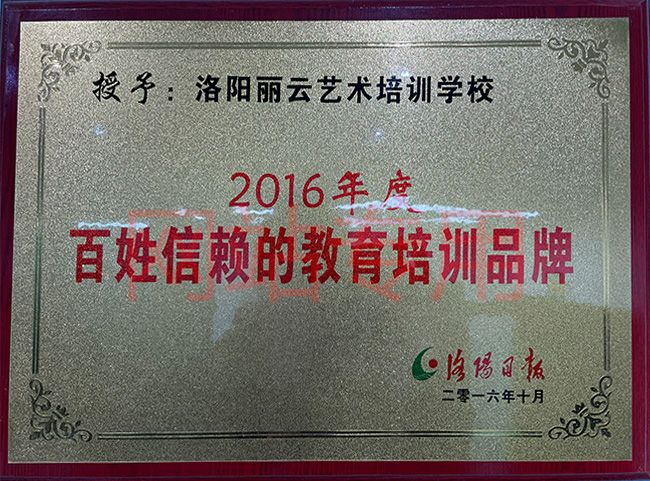 授予：洛阳丽云艺术培训学校
2016年度
百姓信赖的教育培训品牌
洛阳日报
二零一六年十月